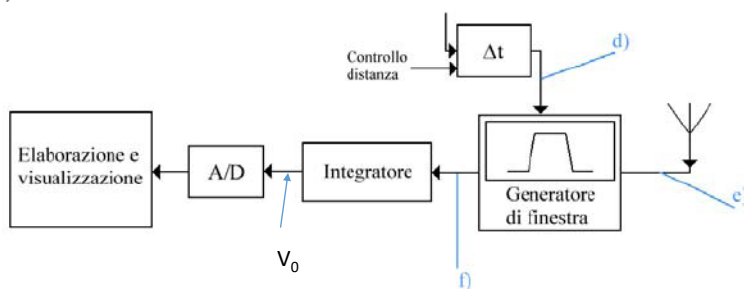 )
Controllo
distanza
Δt
d)
Elaborazione e
visualizzazione
A/D
Integratore
Generatore
di finestra
e)
V0
f)